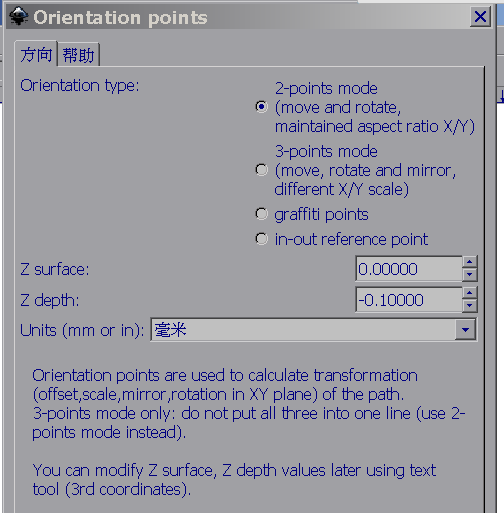 Orientation points
方向 帮助
Orientation type:
2-points mode
(move and rotate,
maintained aspect ratio X/Y)
3-points mode
(move, rotate and mirror,
different X/Y scale)
graffiti points
in-out reference point
Z surface: 0.00000
Z depth: -0.10000
Units (mm or in): 毫米
Orientation points are used to calculate transformation
(offset,scale,mirror,rotation in XY plane) of the path.
3-points mode only: do not put all three into one line (use 2-
points mode instead).
You can modify Z surface, Z depth values later using text
tool (3rd coordinates).